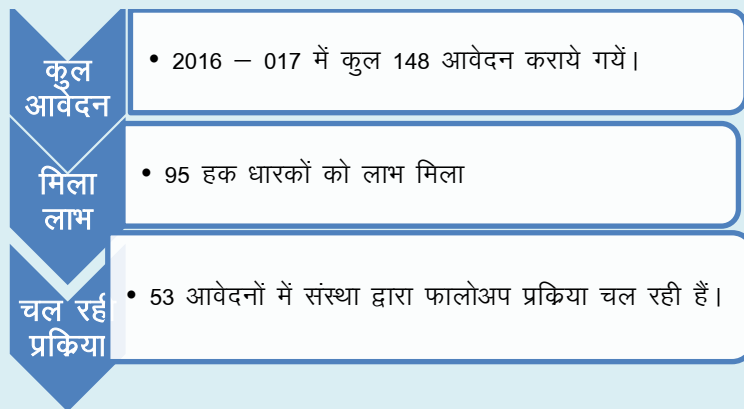 कुल
आवेदन
• 2016 – 017 में कुल 148 आवेदन कराये गयें।
मिला
लाभ
• 95 हक धारकों को लाभ मिला
चल रही
प्रक्रिया
• 53 आवेदनों में संस्था द्वारा फालोअप प्रक्रिया चल रही हैं।